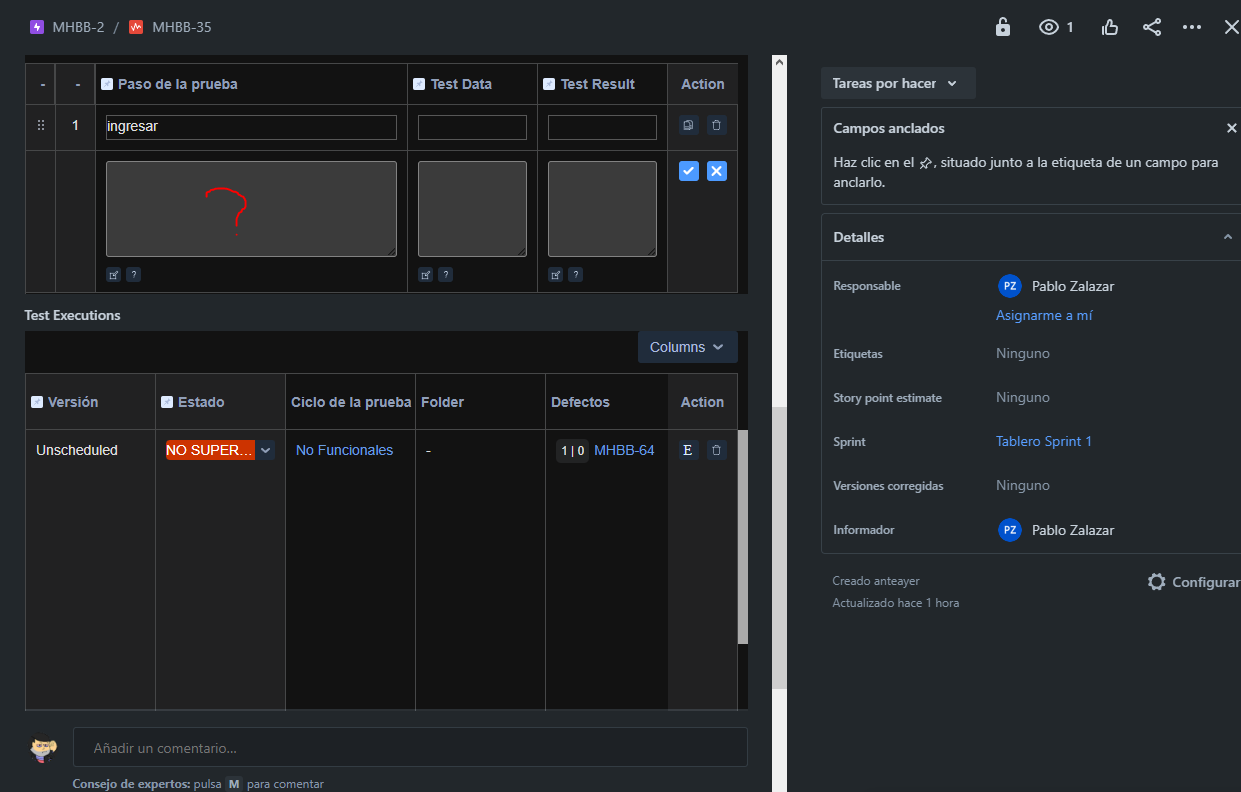 MHBB-2 / MHBB-35
1
- - Paso de la prueba Test Data Test Result Action
1 ingresar
?
? ? ?
Test Executions
Columns
Versión Estado Ciclo de la prueba Folder Defectos Action
Unscheduled NO SUPER... No Funcionales - 1 | 0 MHBB-64 E
Añadir un comentario...
Consejo de expertos: pulsa M para comentar
Tareas por hacer
Campos anclados
Haz clic en el , situado junto a la etiqueta de un campo para
anclarlo.
Detalles
Responsable PZ Pablo Zalazar
Asignarme a mí
Etiquetas Ninguno
Story point estimate Ninguno
Sprint Tablero Sprint 1
Versiones corregidas Ninguno
Informador PZ Pablo Zalazar
Creado anteayer
Actualizado hace 1 hora
Configurar